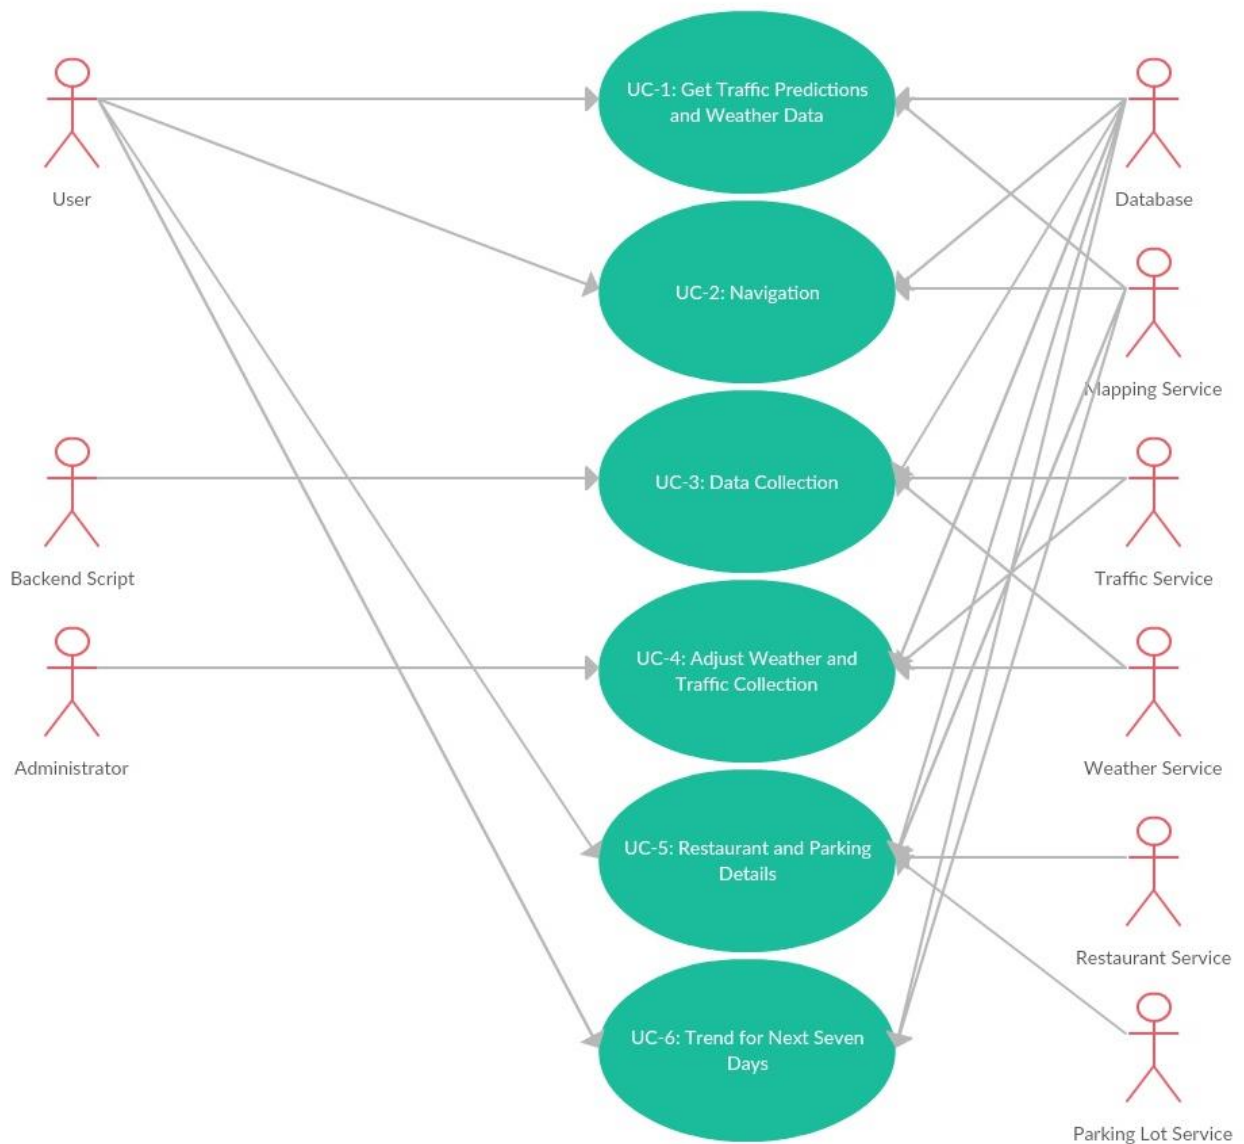 UC-1: Get Traffic Predictions
and Weather Data
User
Database
UC-2: Navigation
Mapping Service
UC-3: Data Collection
Backend Script
Traffic Service
UC-4: Adjust Weather and
Traffic Collection
Administrator
Weather Service
UC-5: Restaurant and Parking
Details
Restaurant Service
UC-6: Trend for Next Seven
Days
Parking Lot Service